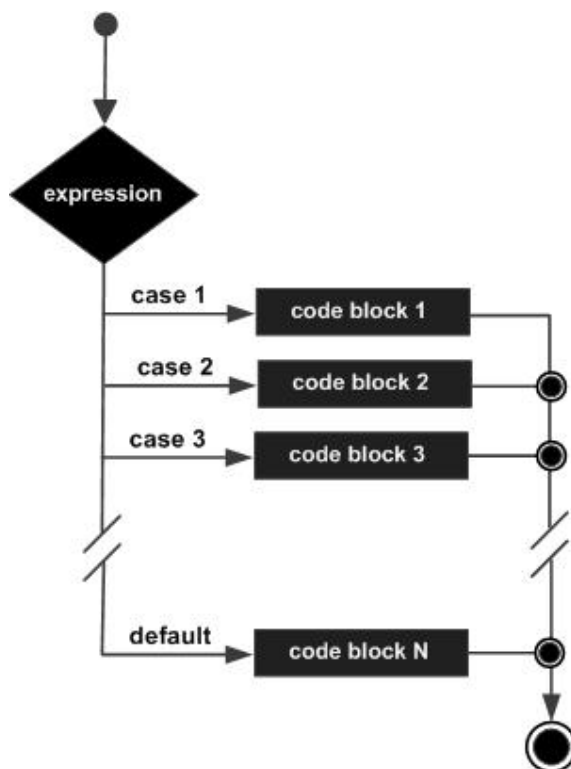 expression
case 1
code block 1
case 2
code block 2
case 3
code block 3
default
code block N